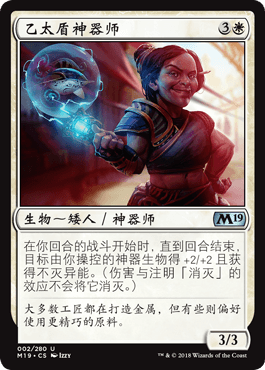 乙太盾神器师 3
M19
生物～矮人 / 神器师
在你回合的战斗开始时，直到回合结束，
目标由你操控的神器生物得 +2/+2 且获
得不灭异能。（伤害与注明「消灭」的
效应不会将它消灭。）
大多数工匠都在打造金属，但有些则偏好
使用更精巧的原料。
3/3
002/280 U
M19 • CS Izzy
™ & © 2018 Wizards of the Coast